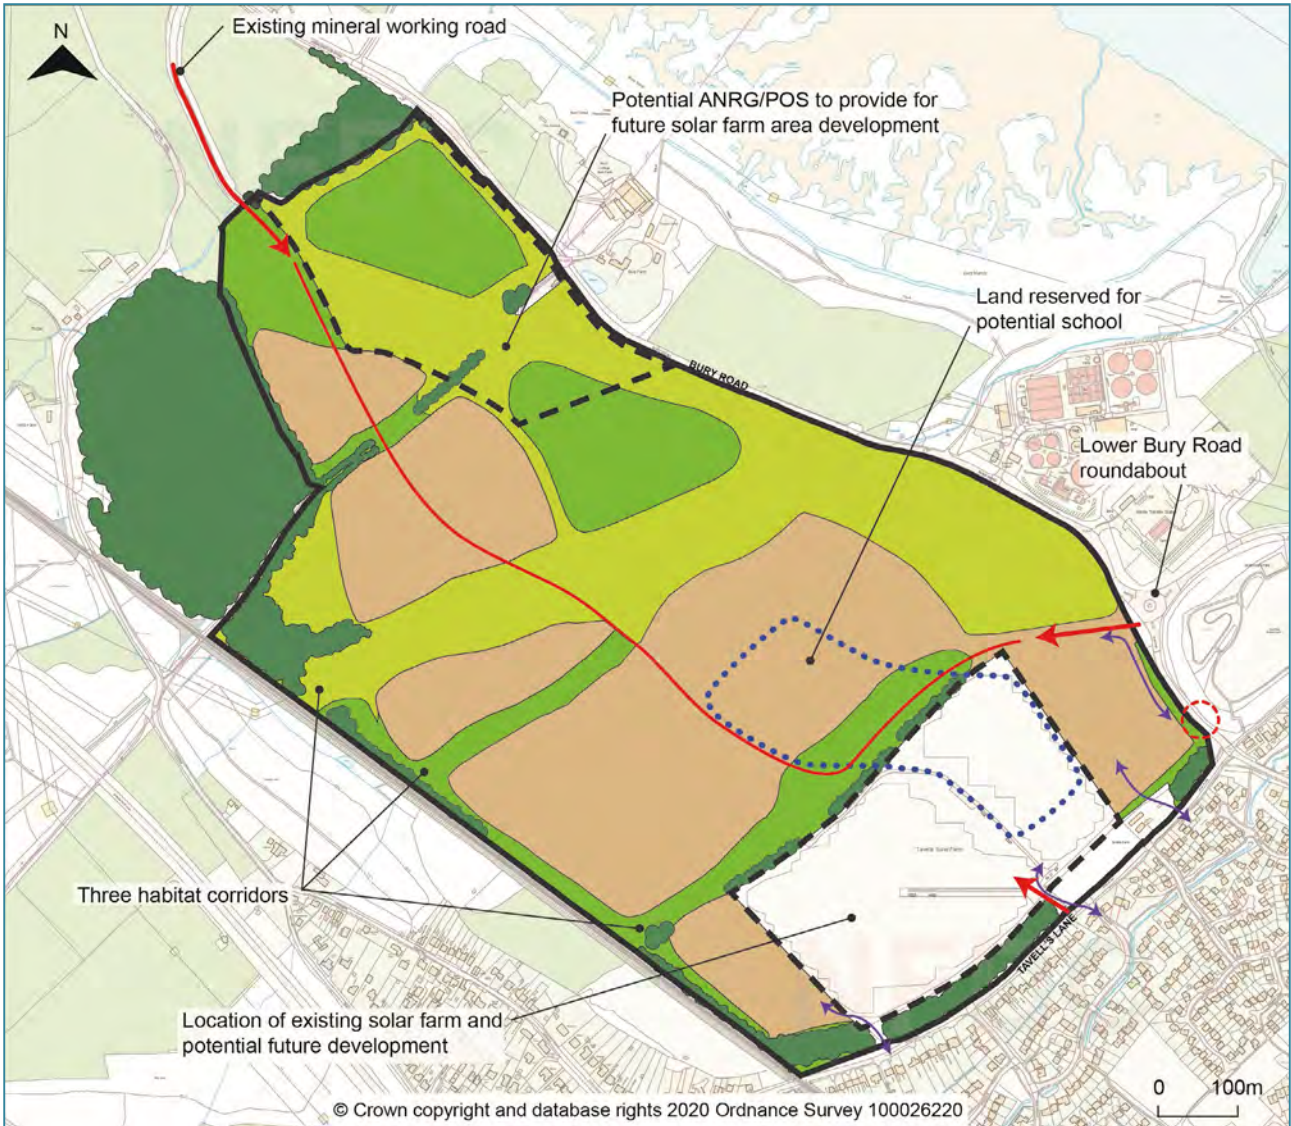 Existing mineral working road
N
Potential ANRG/POS to provide for
future solar farm area development
Land reserved for
potential school
BURY ROAD
Lower Bury Road
roundabout
Three habitat corridors
TAVELL'S LANE
Location of existing solar farm and
potential future development
0 100m
© Crown copyright and database rights 2020 Ordnance Survey 100026220